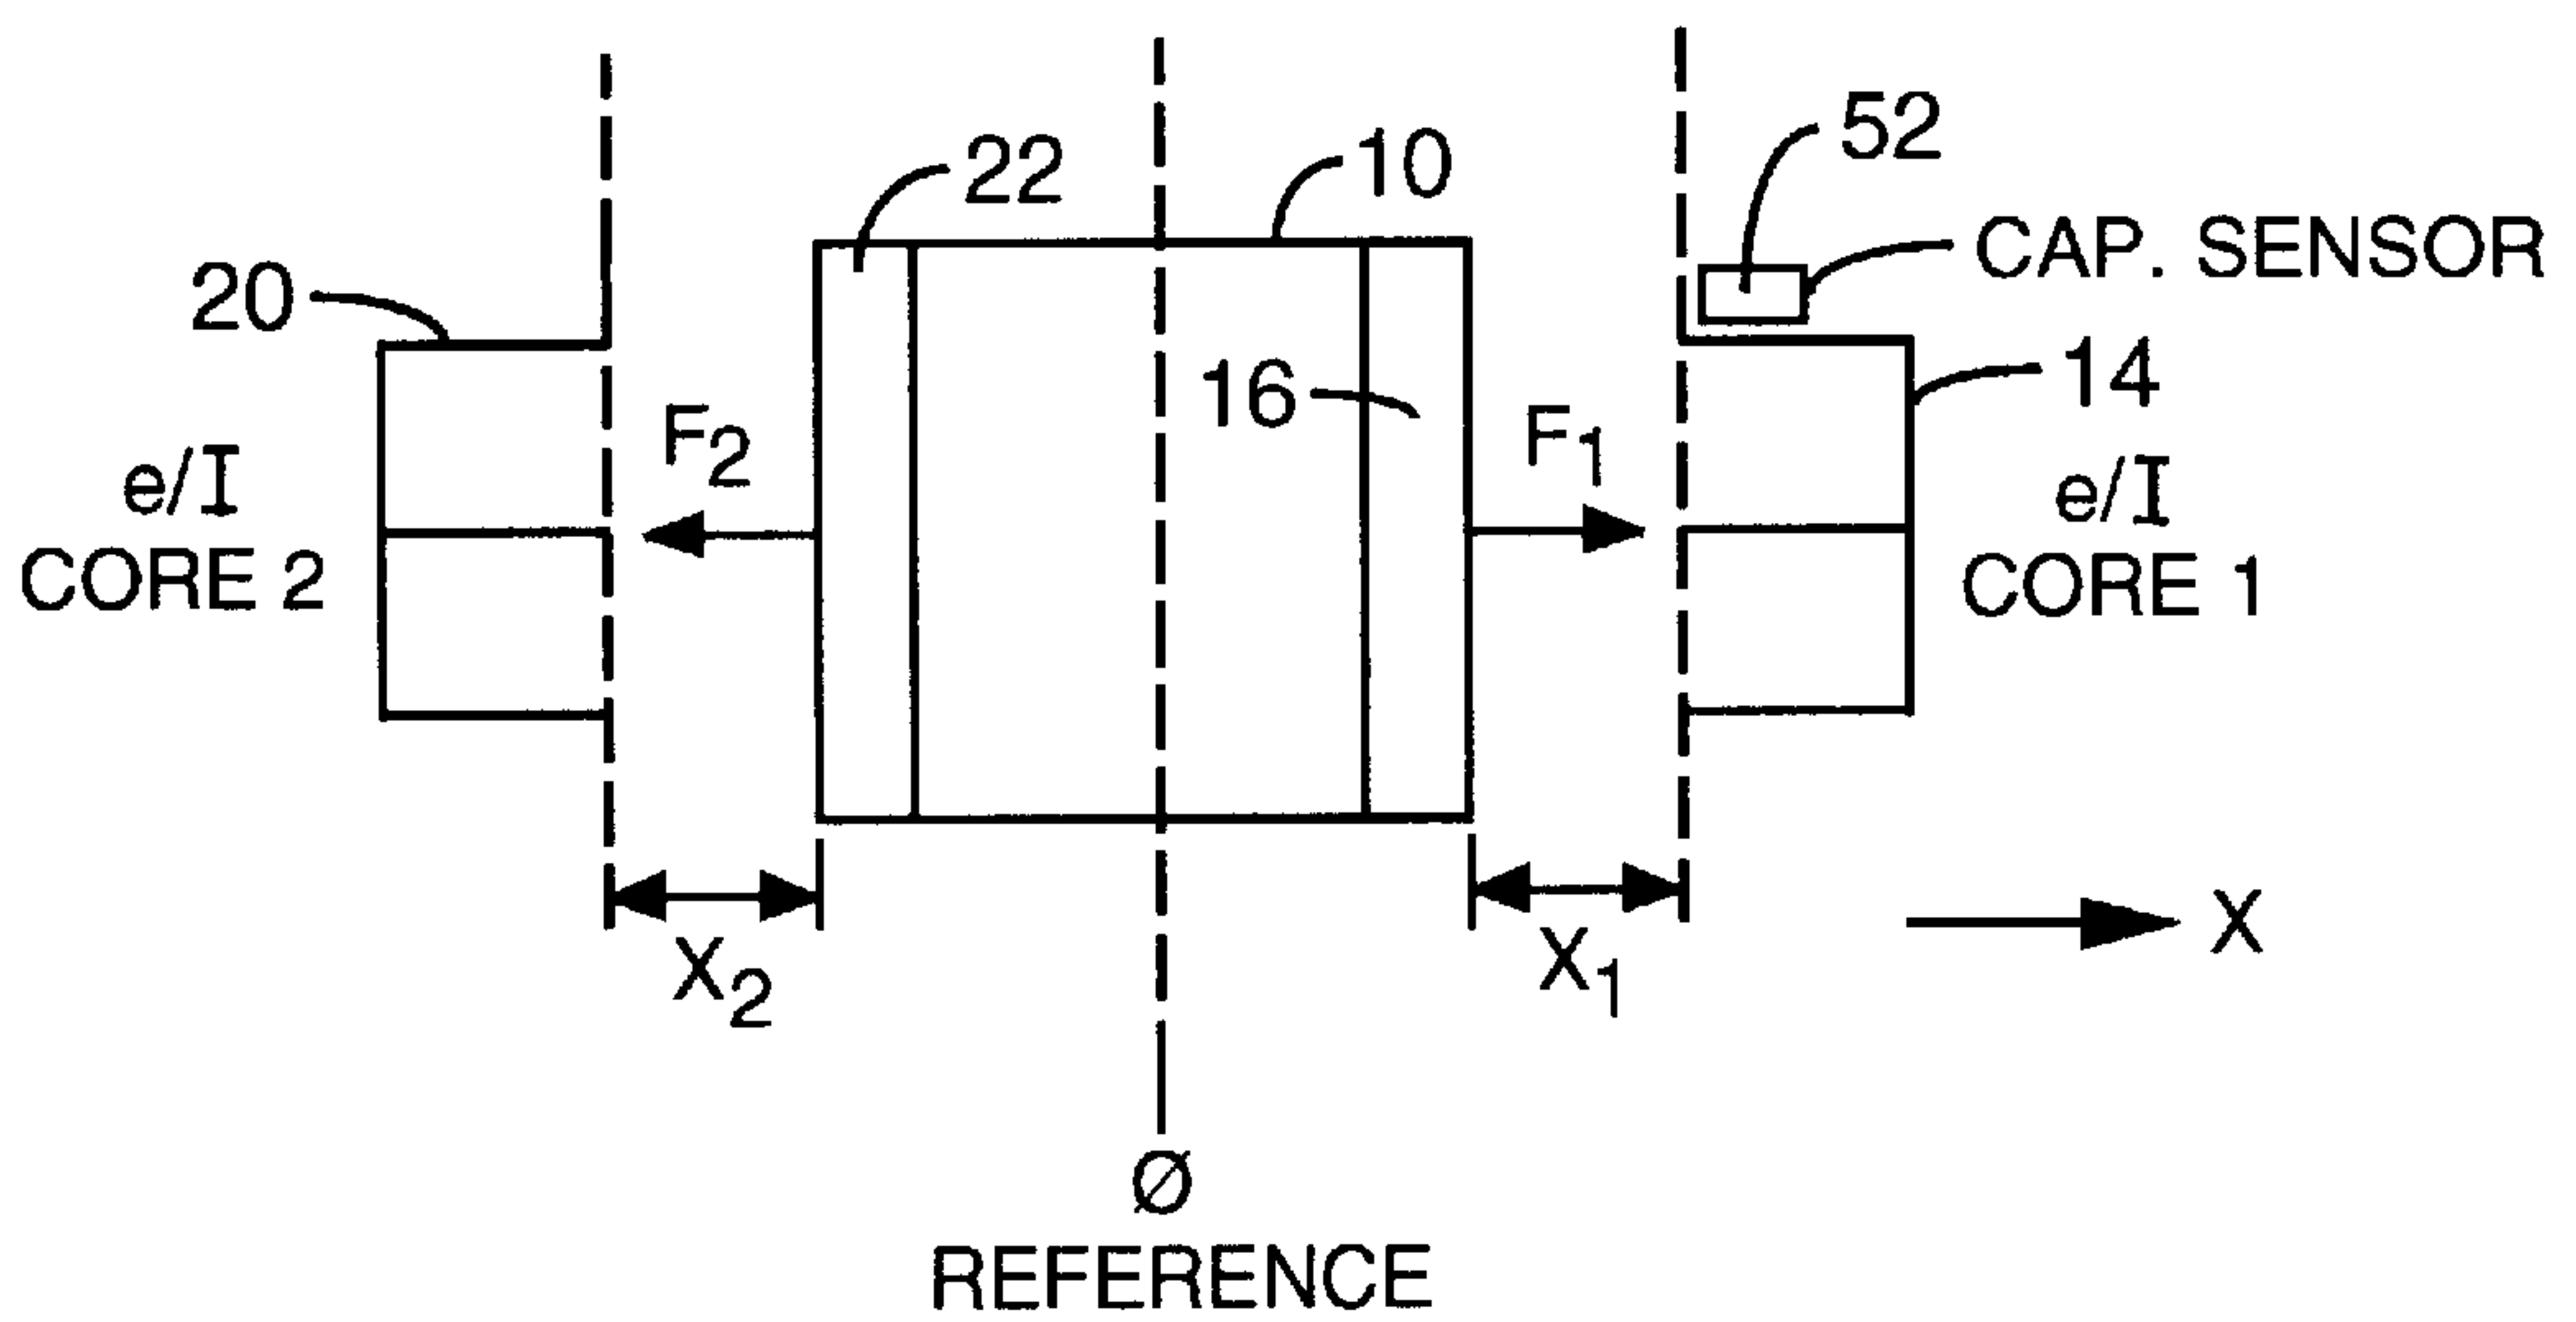 52
22
10
CAP. SENSOR
20
14
16
F2
F1
e/I
CORE 2
e/I
CORE 1
X2
X1
X
Ø
REFERENCE